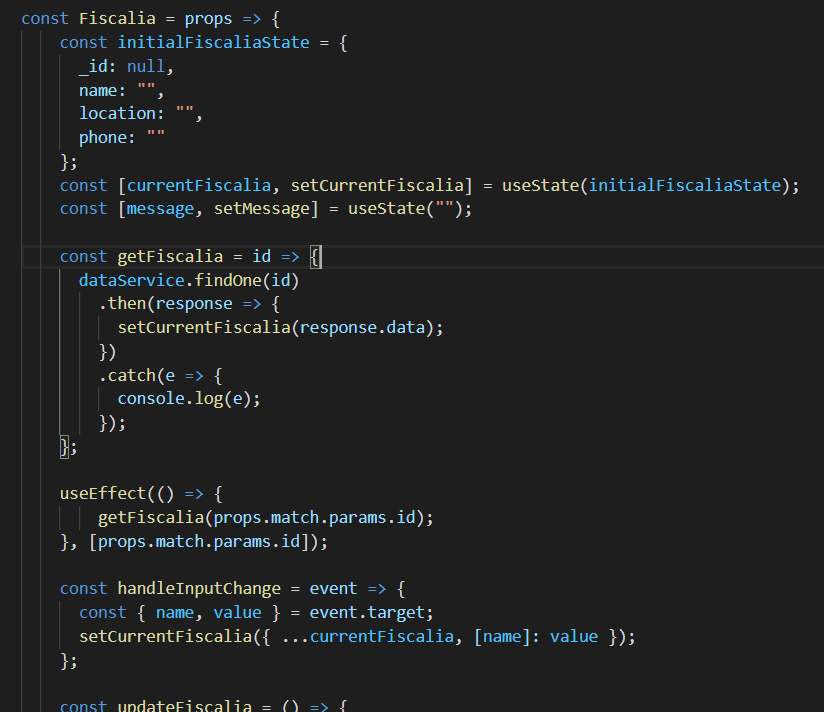 const Fiscalia = props => {
const initialFiscaliaState = {
_id: null,
name: "",
location: "",
phone: ""
};
const [currentFiscalia, setCurrentFiscalia] = useState(initialFiscaliaState);
const [message, setMessage] = useState("");
const getFiscalia = id => {
dataService.findOne(id)
.then(response => {
setCurrentFiscalia(response.data);
})
.catch(e => {
console.log(e);
});
};
useEffect(() => {
getFiscalia(props.match.params.id);
}, [props.match.params.id]);
const handleInputChange = event => {
const { name, value } = event.target;
setCurrentFiscalia({ ...currentFiscalia, [name]: value });
};
const updateFiscalia = () => {